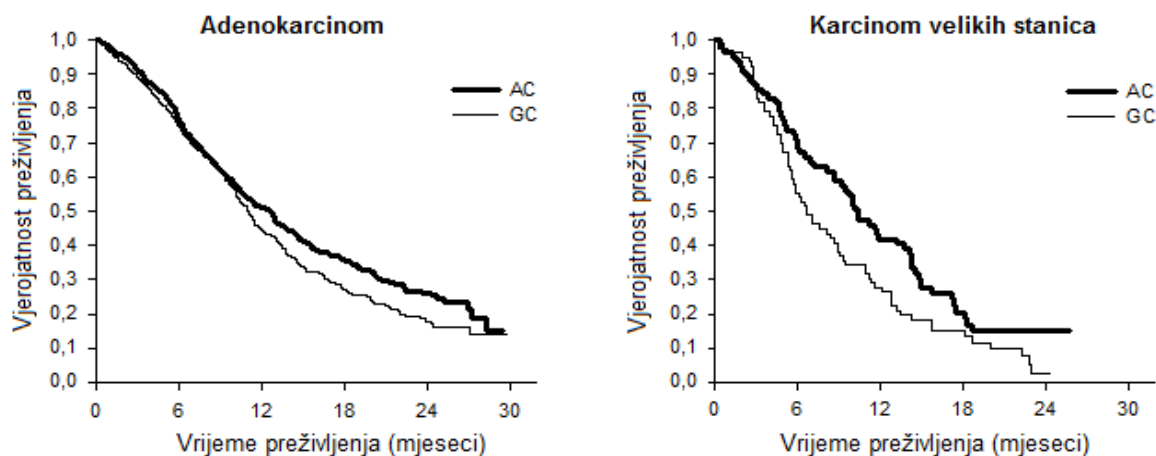 Adenokarcinom
Vjerojatnost preživljenja
1,0
0,9
0,8
0,7
0,6
0,5
0,4
0,3
0,2
0,1
0,0
AC
GC
0 6 12 18 24 30
Vrijeme preživljenja (mjeseci)
Karcinom velikih stanica
Vjerojatnost preživljenja
1,0
0,9
0,8
0,7
0,6
0,5
0,4
0,3
0,2
0,1
0,0
AC
GC
0 6 12 18 24 30
Vrijeme preživljenja (mjeseci)